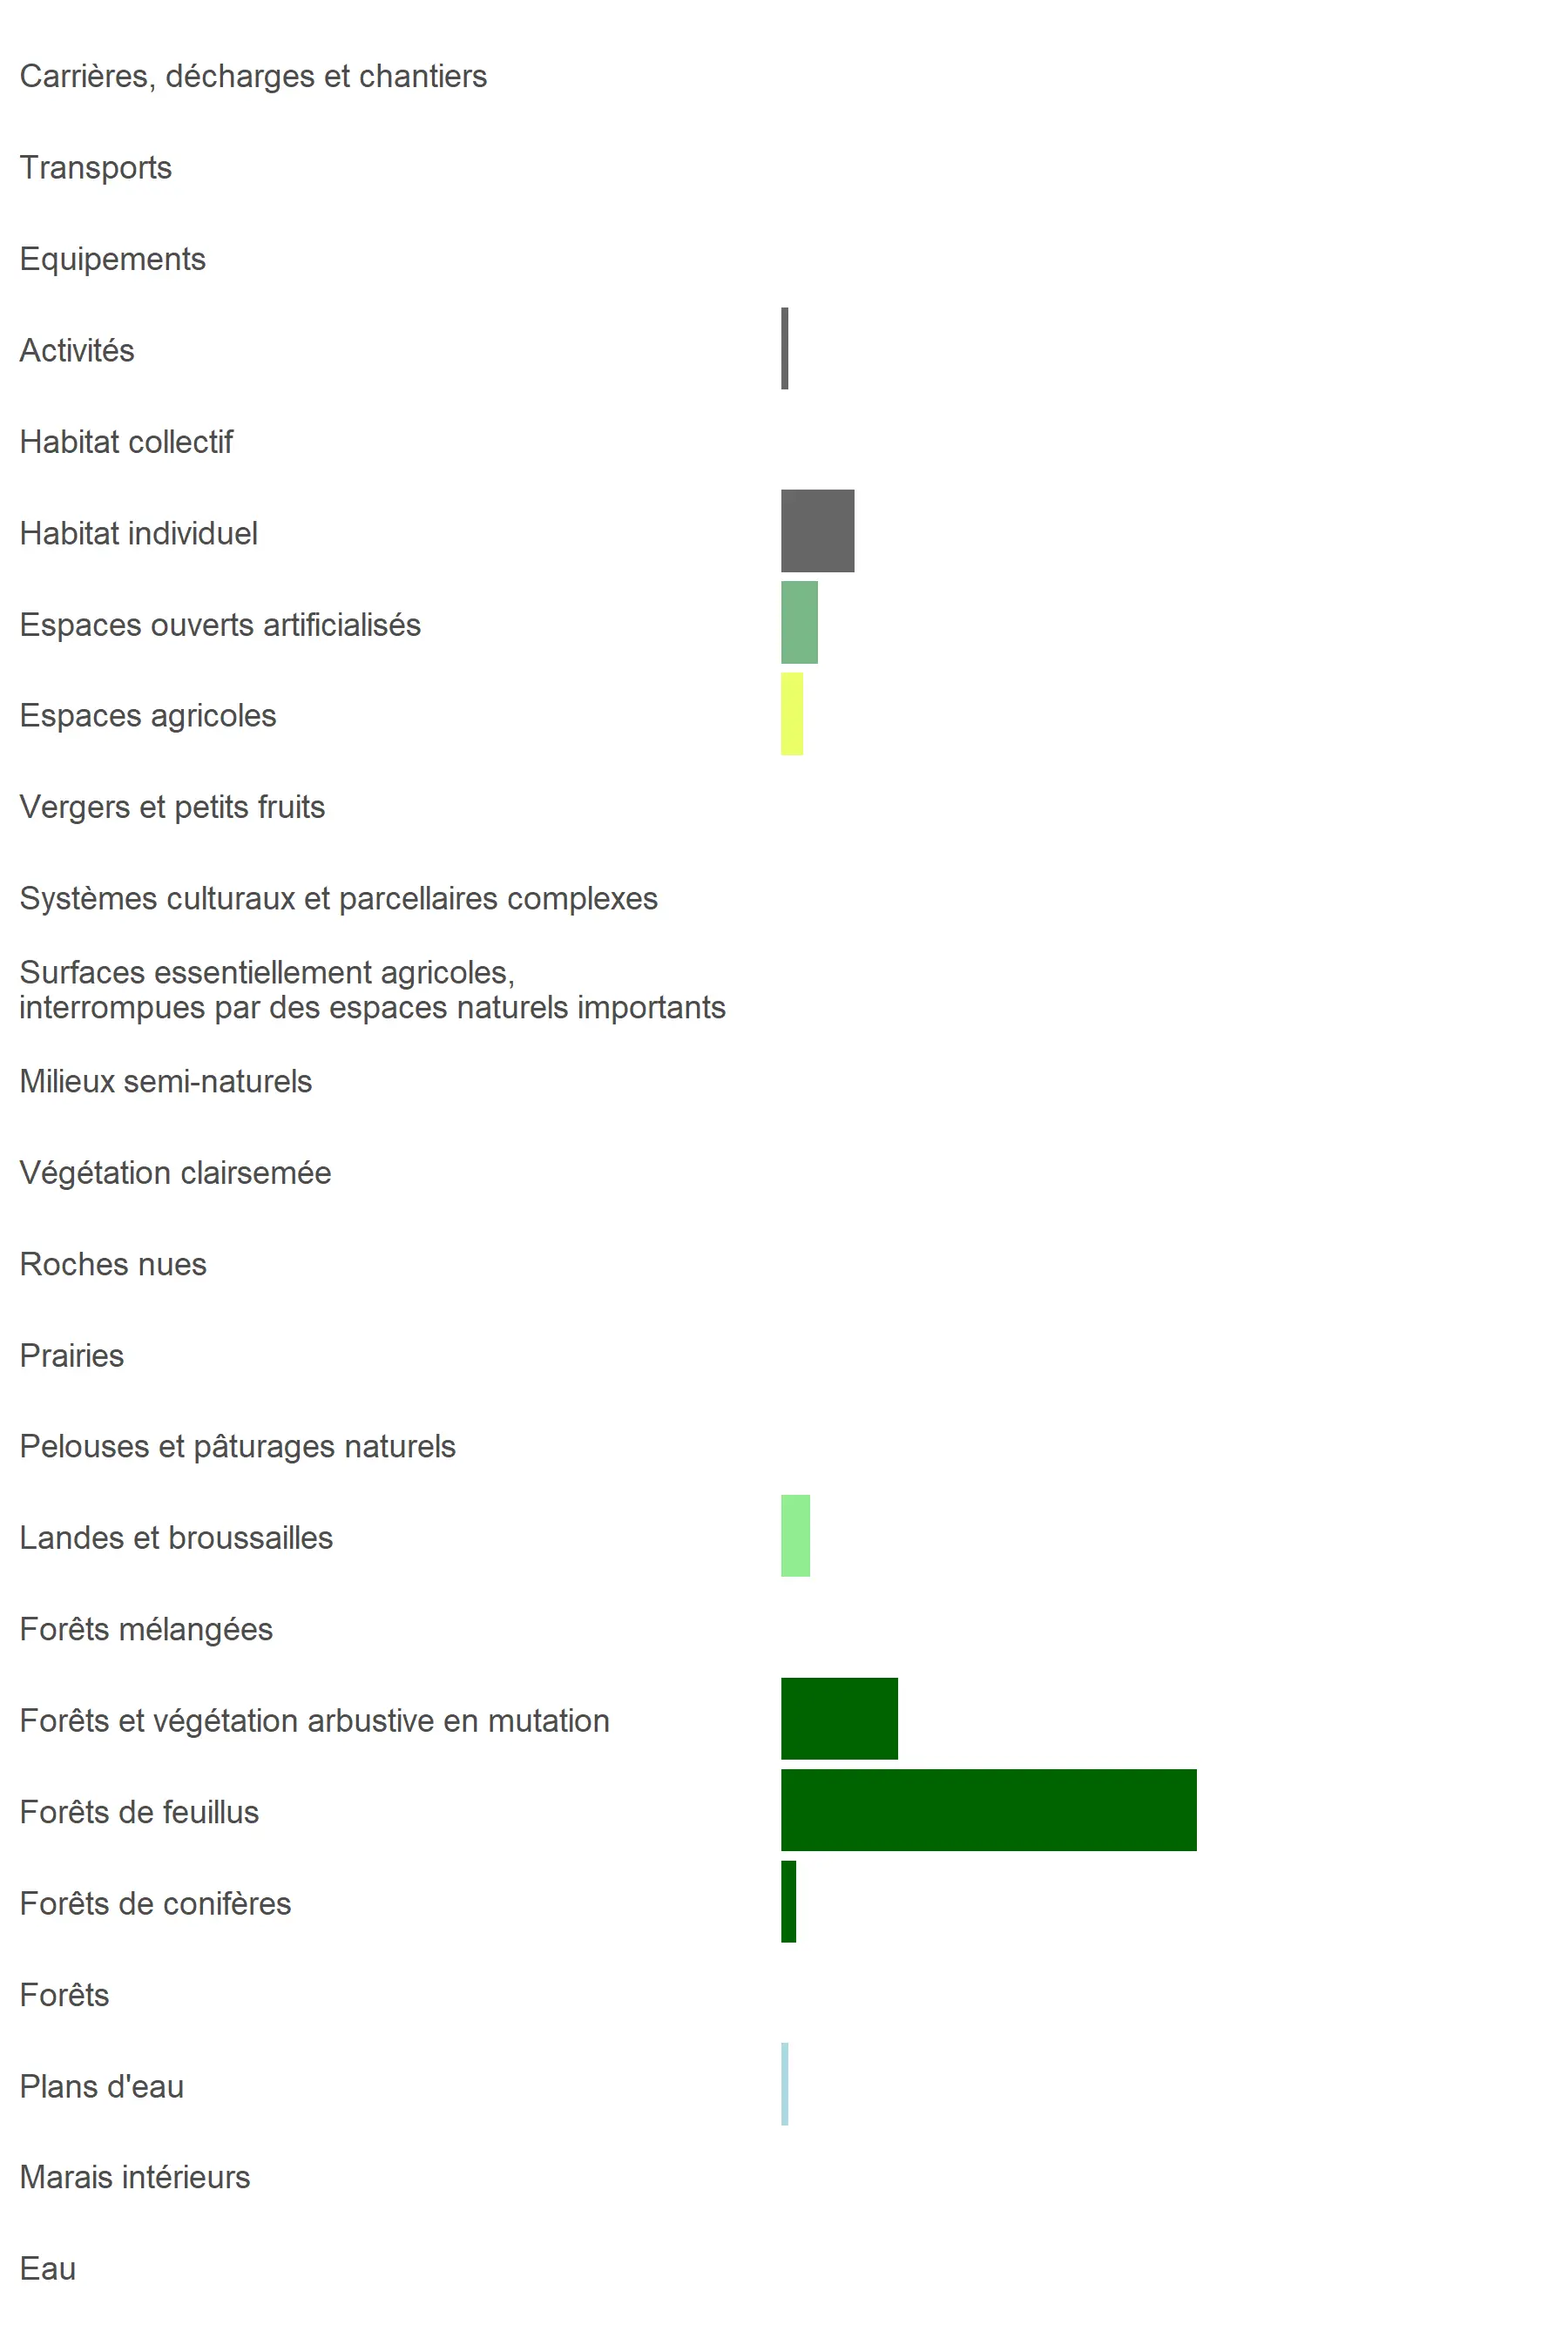 Carrières, décharges et chantiers
Transports
Equipements
Activités
Habitat collectif
Habitat individuel
Espaces ouverts artificialisés
Espaces agricoles
Vergers et petits fruits
Systèmes culturaux et parcellaires complexes
Surfaces essentiellement agricoles,
interrompues par des espaces naturels importants
Milieux semi-naturels
Végétation clairsemée
Roches nues
Prairies
Pelouses et pâturages naturels
Landes et broussailles
Forêts mélangées
Forêts et végétation arbustive en mutation
Forêts de feuillus
Forêts de conifères
Forêts
Plans d'eau
Marais intérieurs
Eau